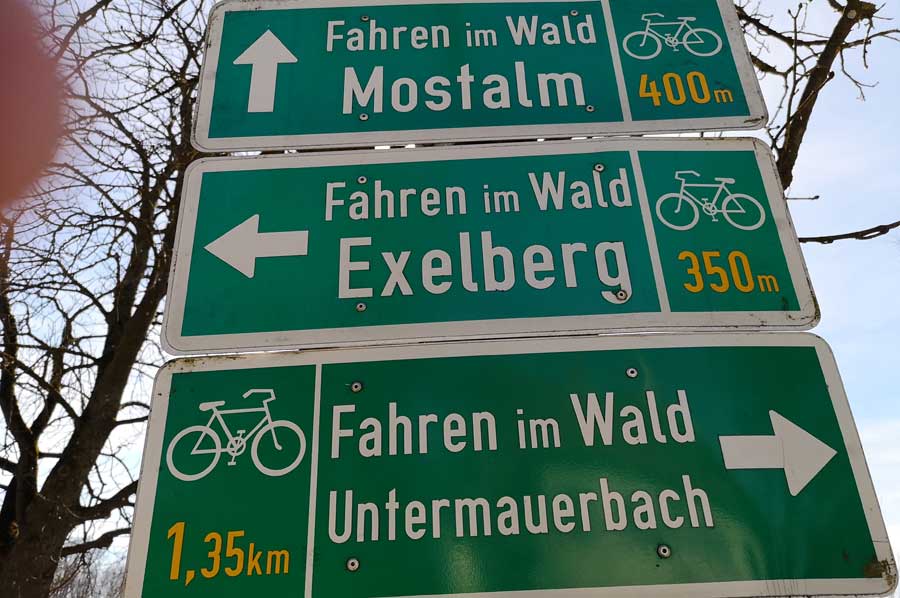 Fahren im Wald
Mostalm
400m
Fahren im Wald
Exelberg
350m
Fahren im Wald
Untermauerbach
1,35km